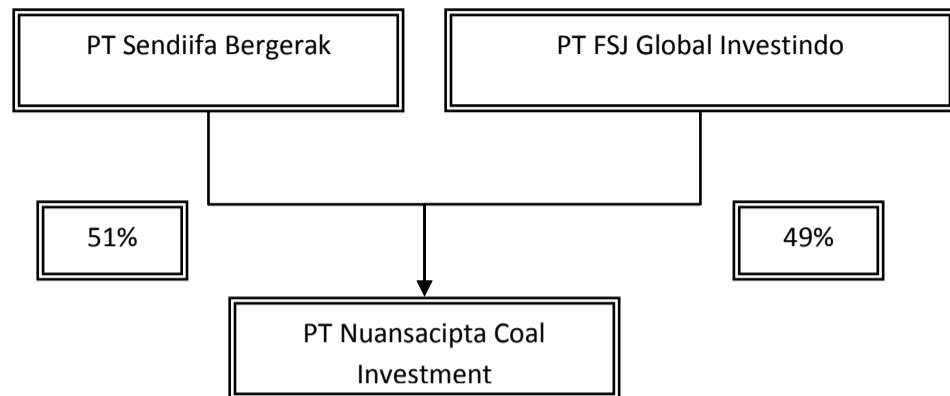 PT Sendiifa Bergerak
PT FSJ Global Investindo
51%
49%
PT Nuansacipta Coal
Investment